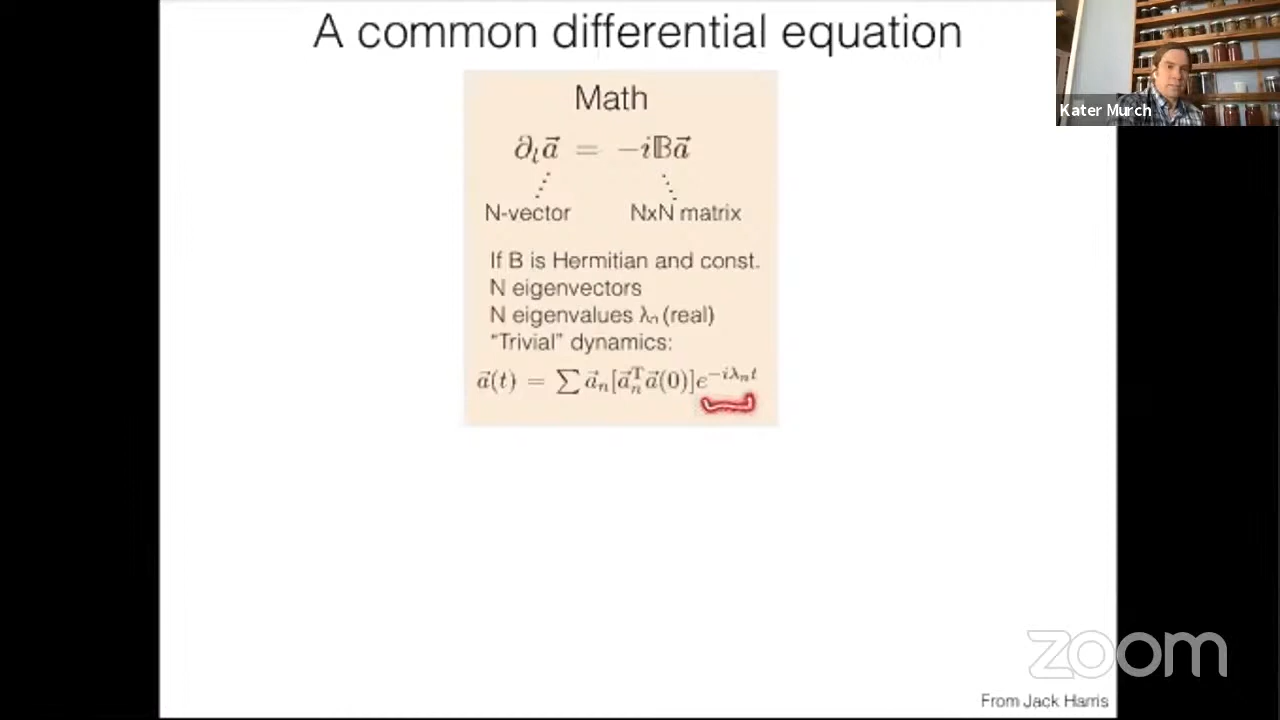 A common differential equation
Kater Murch
Math
∂ₜa⃗ = −i𝔹a⃗
N-vector
NxN matrix
If B is Hermitian and const.
N eigenvectors
N eigenvalues λₙ (real)
“Trivial” dynamics:
a⃗(t) = ∑ a⃗ₙ[a⃗ₙᵀa⃗(0)]e^{−iλₙt}
zoom
From Jack Harris